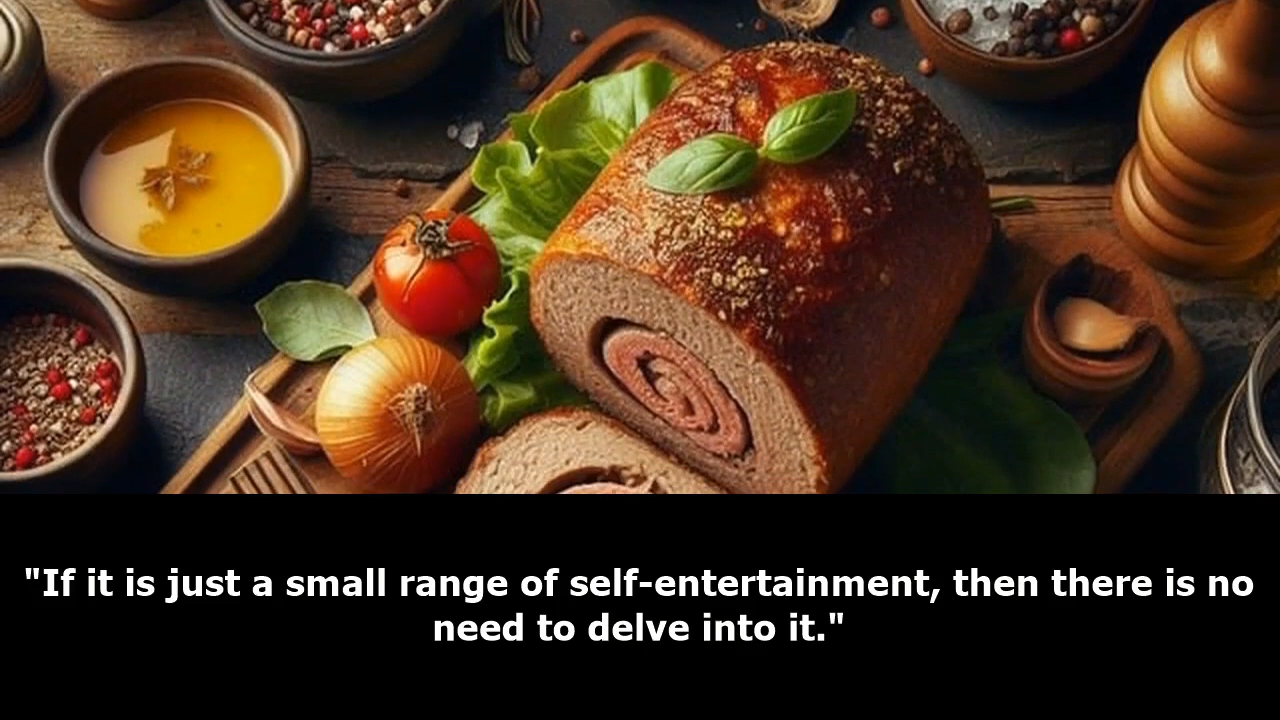 "If it is just a small range of self-entertainment, then there is no
need to delve into it."